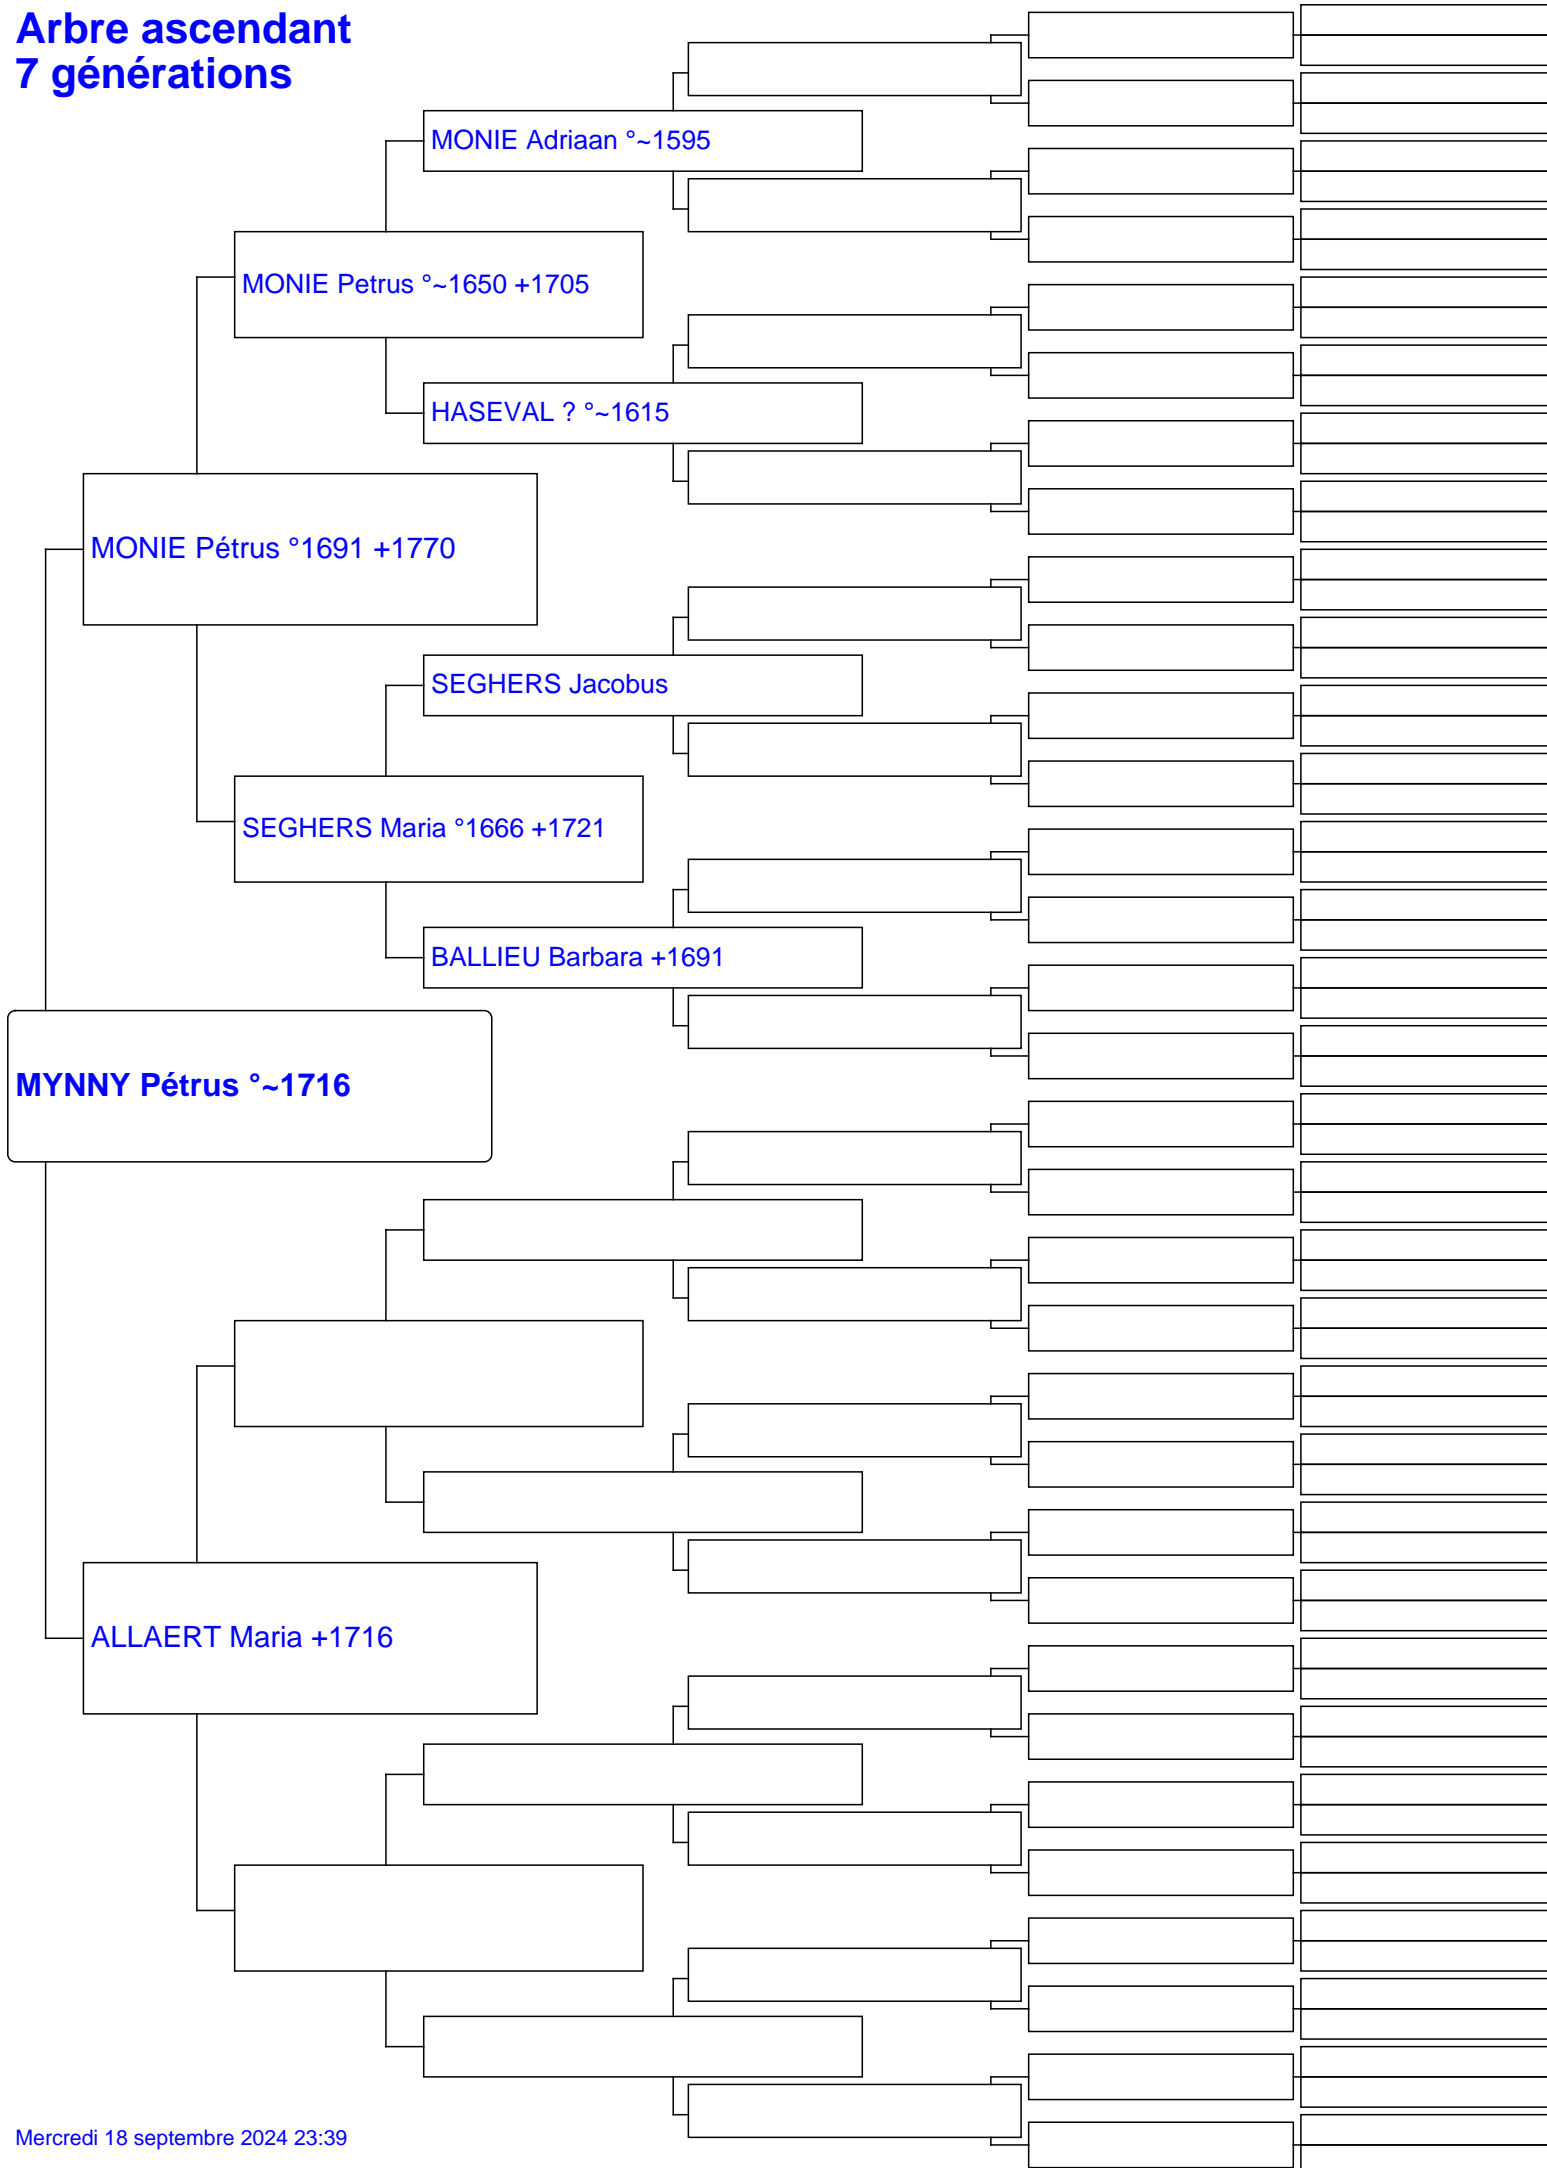 Arbre ascendant
7 générations
MONIE Adriaan °~1595
MONIE Petrus °~1650 +1705
HASEVAL ? °~1615
MONIE Pétrus °1691 +1770
SEGHERS Jacobus
SEGHERS Maria °1666 +1721
BALLIEU Barbara +1691
MYNNY Pétrus °~1716
ALLAERT Maria +1716
Mercredi 18 septembre 2024 23:39